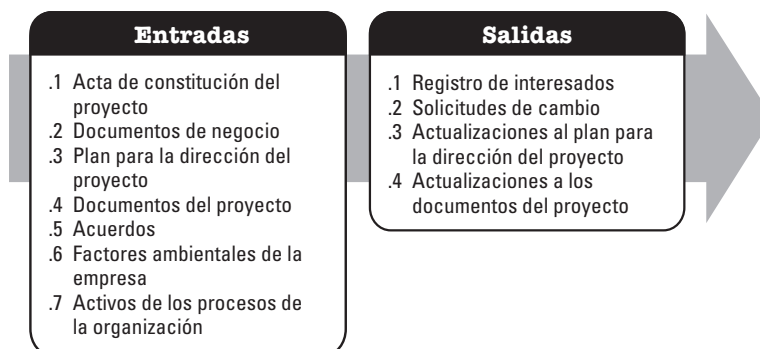 Entradas
.1 Acta de constitución del
proyecto
.2 Documentos de negocio
.3 Plan para la dirección del
proyecto
.4 Documentos del proyecto
.5 Acuerdos
.6 Factores ambientales de la
empresa
.7 Activos de los procesos de
la organización
Salidas
.1 Registro de interesados
.2 Solicitudes de cambio
.3 Actualizaciones al plan para
la dirección del proyecto
.4 Actualizaciones a los
documentos del proyecto